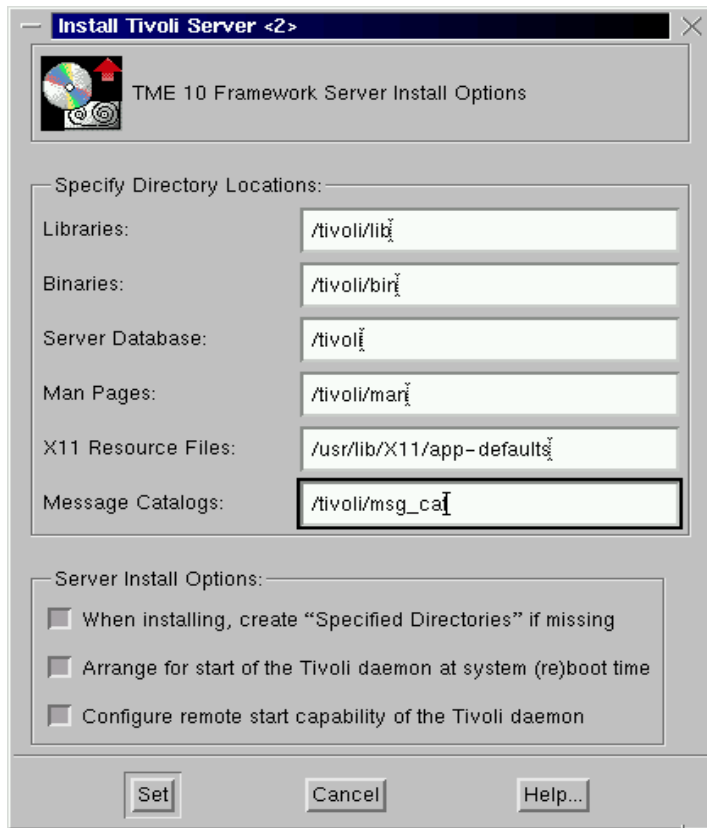 Install Tivoli Server <2>
TME 10 Framework Server Install Options
Specify Directory Locations:
Libraries: /tivoli/lib
Binaries: /tivoli/bin
Server Database: /tivoli
Man Pages: /tivoli/man
X11 Resource Files: /usr/lib/X11/app-defaults
Message Catalogs: /tivoli/msg_cat
Server Install Options:
When installing, create “Specified Directories” if missing
Arrange for start of the Tivoli daemon at system (re)boot time
Configure remote start capability of the Tivoli daemon
Set Cancel Help...